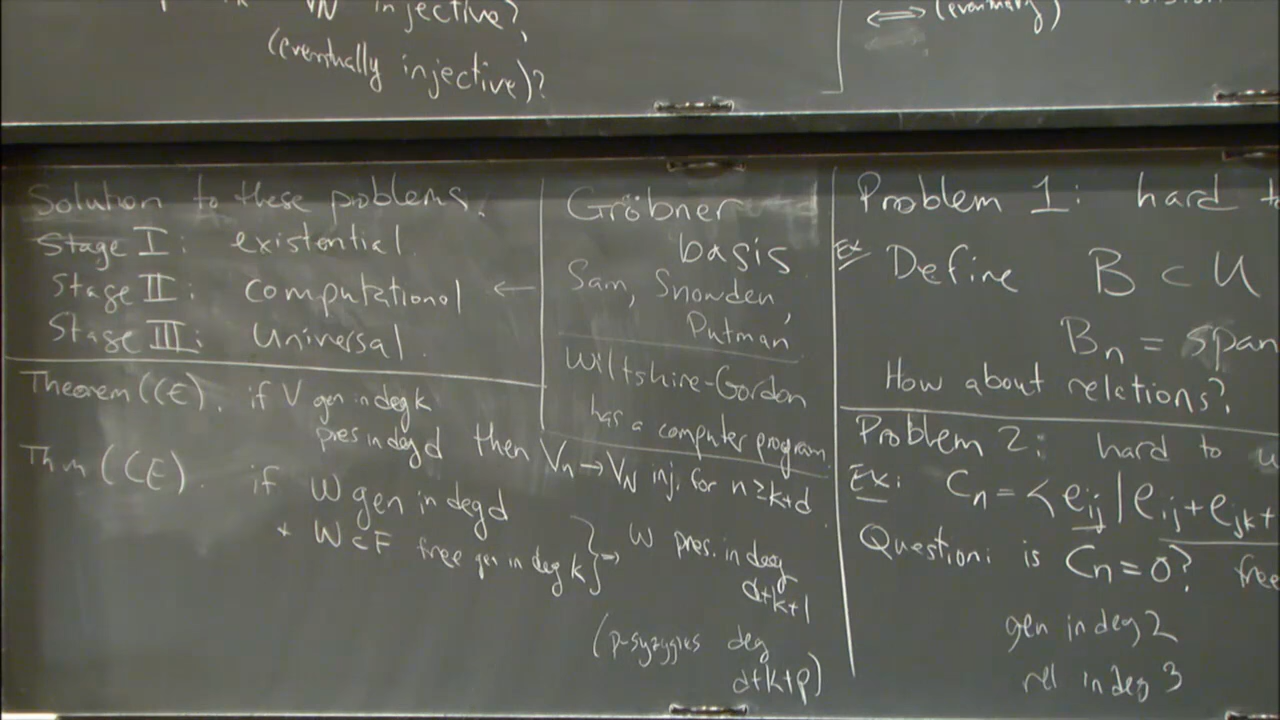 V_N injective?
(eventually injective)?
⟺ (eventually)
Solution to these problems.
Stage I: existential
Stage II: computational ←
Stage III: Universal.
Gröbner
basis
Sam, Snowden,
Putman
Wiltshire-Gordon
has a computer program
Theorem (CE). if V gen in deg k
pres in deg d then V_n → V_N inj. for n ≥ k+d
Thm (CE). if W gen in deg d
+ W ⊂ F free gen in deg k } → W pres. in deg
d+k+1
(p-syzygies deg
d+k+p)
Problem 1: hard
Ex Define B ⊂ U
B_n = span
How about relations?
Problem 2: hard to
Ex: C_n = < e_ij | e_ij + e_jk +
Question: is C_n = 0? free
gen in deg 2
rel in deg 3